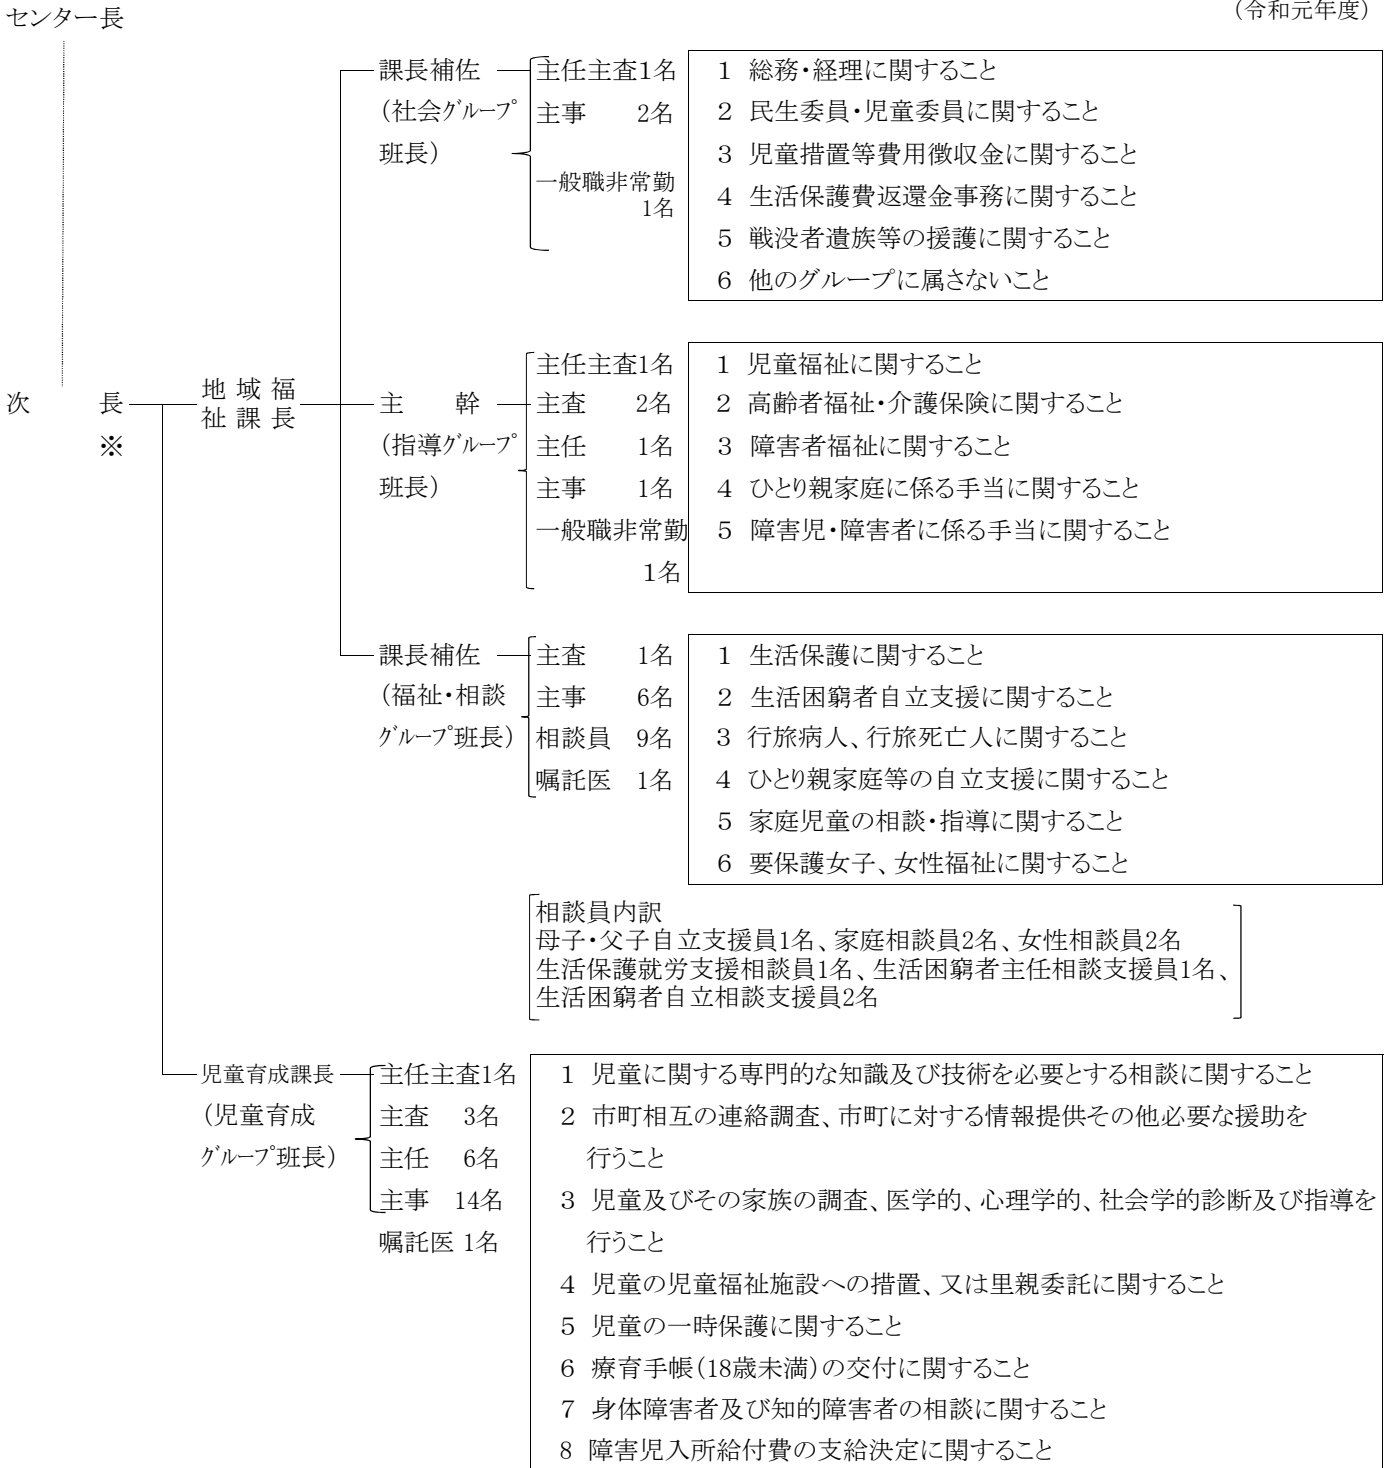 センター長
（令和元年度）
課長補佐
（社会グループ
班長）
主任主査1名
主事 2名
一般職非常勤
1名
1 総務・経理に関すること
2 民生委員・児童委員に関すること
3 児童措置等費用徴収金に関すること
4 生活保護費返還金事務に関すること
5 戦没者遺族等の援護に関すること
6 他のグループに属さないこと
次 長
※
地域福
祉課長
主 幹
（指導グループ
班長）
主任主査1名
主査 2名
主任 1名
主事 1名
一般職非常勤
1名
1 児童福祉に関すること
2 高齢者福祉・介護保険に関すること
3 障害者福祉に関すること
4 ひとり親家庭に係る手当に関すること
5 障害児・障害者に係る手当に関すること
課長補佐
（福祉・相談
グループ班長）
主査 1名
主事 6名
相談員 9名
嘱託医 1名
1 生活保護に関すること
2 生活困窮者自立支援に関すること
3 行旅病人、行旅死亡人に関すること
4 ひとり親家庭等の自立支援に関すること
5 家庭児童の相談・指導に関すること
6 要保護女子、女性福祉に関すること
相談員内訳
母子・父子自立支援員1名、家庭相談員2名、女性相談員2名
生活保護就労支援相談員1名、生活困窮者主任相談支援員1名、
生活困窮者自立相談支援員2名
児童育成課長
（児童育成
グループ班長）
主任主査1名
主査 3名
主任 6名
主事 14名
嘱託医 1名
1 児童に関する専門的な知識及び技術を必要とする相談に関すること
2 市町相互の連絡調査、市町に対する情報提供その他必要な援助を
行うこと
3 児童及びその家族の調査、医学的、心理学的、社会学的診断及び指導を
行うこと
4 児童の児童福祉施設への措置、又は里親委託に関すること
5 児童の一時保護に関すること
6 療育手帳（18歳未満）の交付に関すること
7 身体障害者及び知的障害者の相談に関すること
8 障害児入所給付費の支給決定に関すること